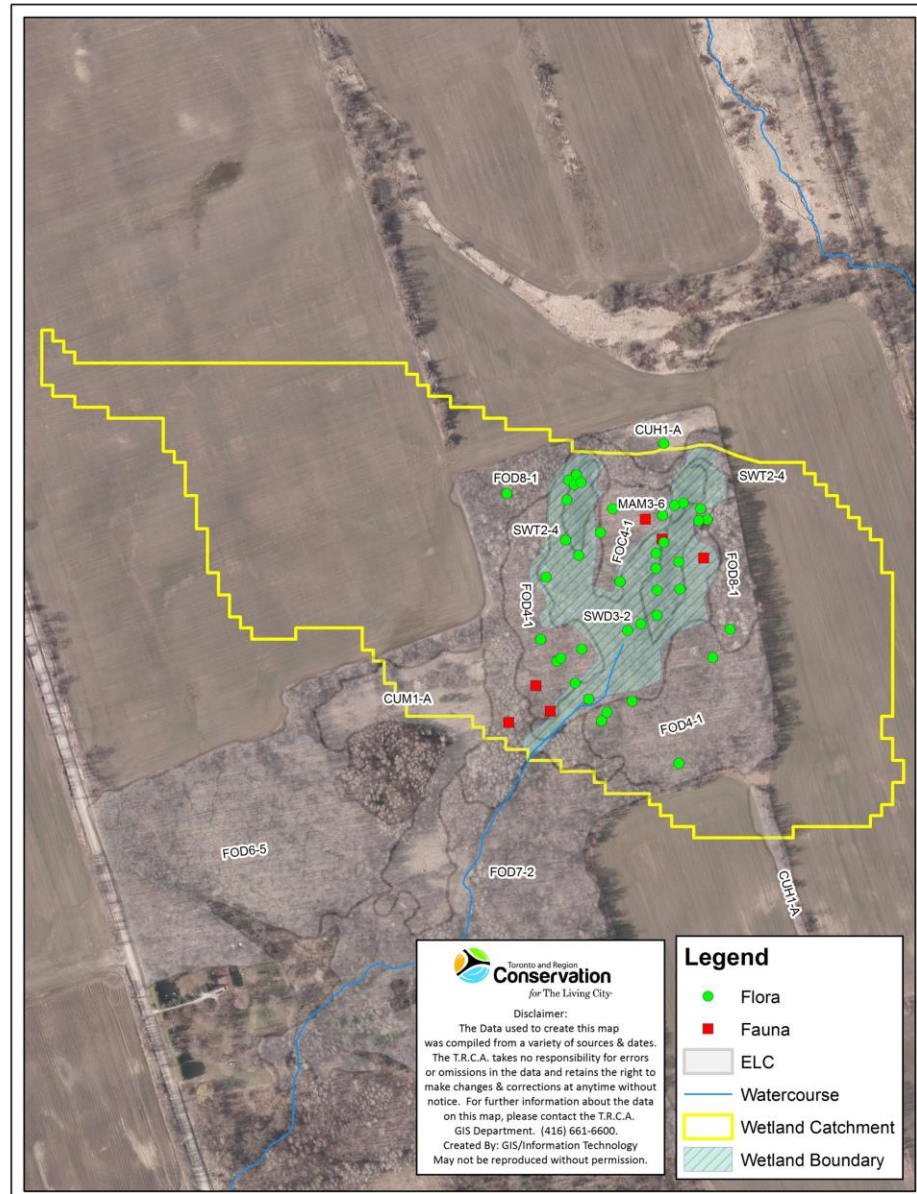 CUH1-A
SWT2-4
FOD8-1
MAM3-6
SWT2-4
FOC4-1
FOD8-1
FOD4-1
SWD3-2
CUM1-A
FOD4-1
FOD6-5
FOD7-2
CUH1-A
Toronto and Region
Conservation
for The Living City·
Disclaimer:
The Data used to create this map
was compiled from a variety of sources & dates.
The T.R.C.A. takes no responsibility for errors
or omissions in the data and retains the right to
make changes & corrections at anytime without
notice. For further information about the data
on this map, please contact the T.R.C.A.
GIS Department. (416) 661-6600.
Created By: GIS/Information Technology
May not be reproduced without permission.
Legend
Flora
Fauna
ELC
Watercourse
Wetland Catchment
Wetland Boundary